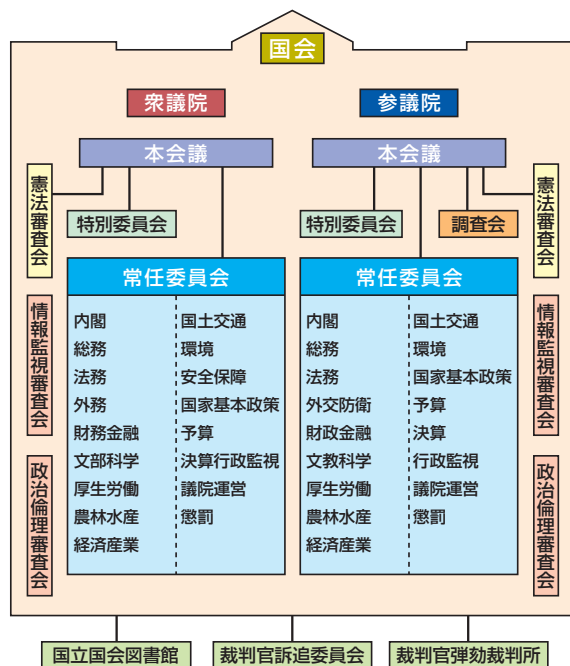 国会
衆議院
本会議
憲法審査会
特別委員会
常任委員会
内閣
総務
法務
外務
財務金融
文部科学
厚生労働
農林水産
経済産業
国土交通
環境
安全保障
国家基本政策
予算
決算行政監視
議院運営
懲罰
情報監視審査会
政治倫理審査会
参議院
本会議
特別委員会
調査会
憲法審査会
常任委員会
内閣
総務
法務
外交防衛
財政金融
文教科学
厚生労働
農林水産
経済産業
国土交通
環境
国家基本政策
予算
決算
行政監視
議院運営
懲罰
情報監視審査会
政治倫理審査会
国立国会図書館
裁判官訴追委員会
裁判官弾劾裁判所